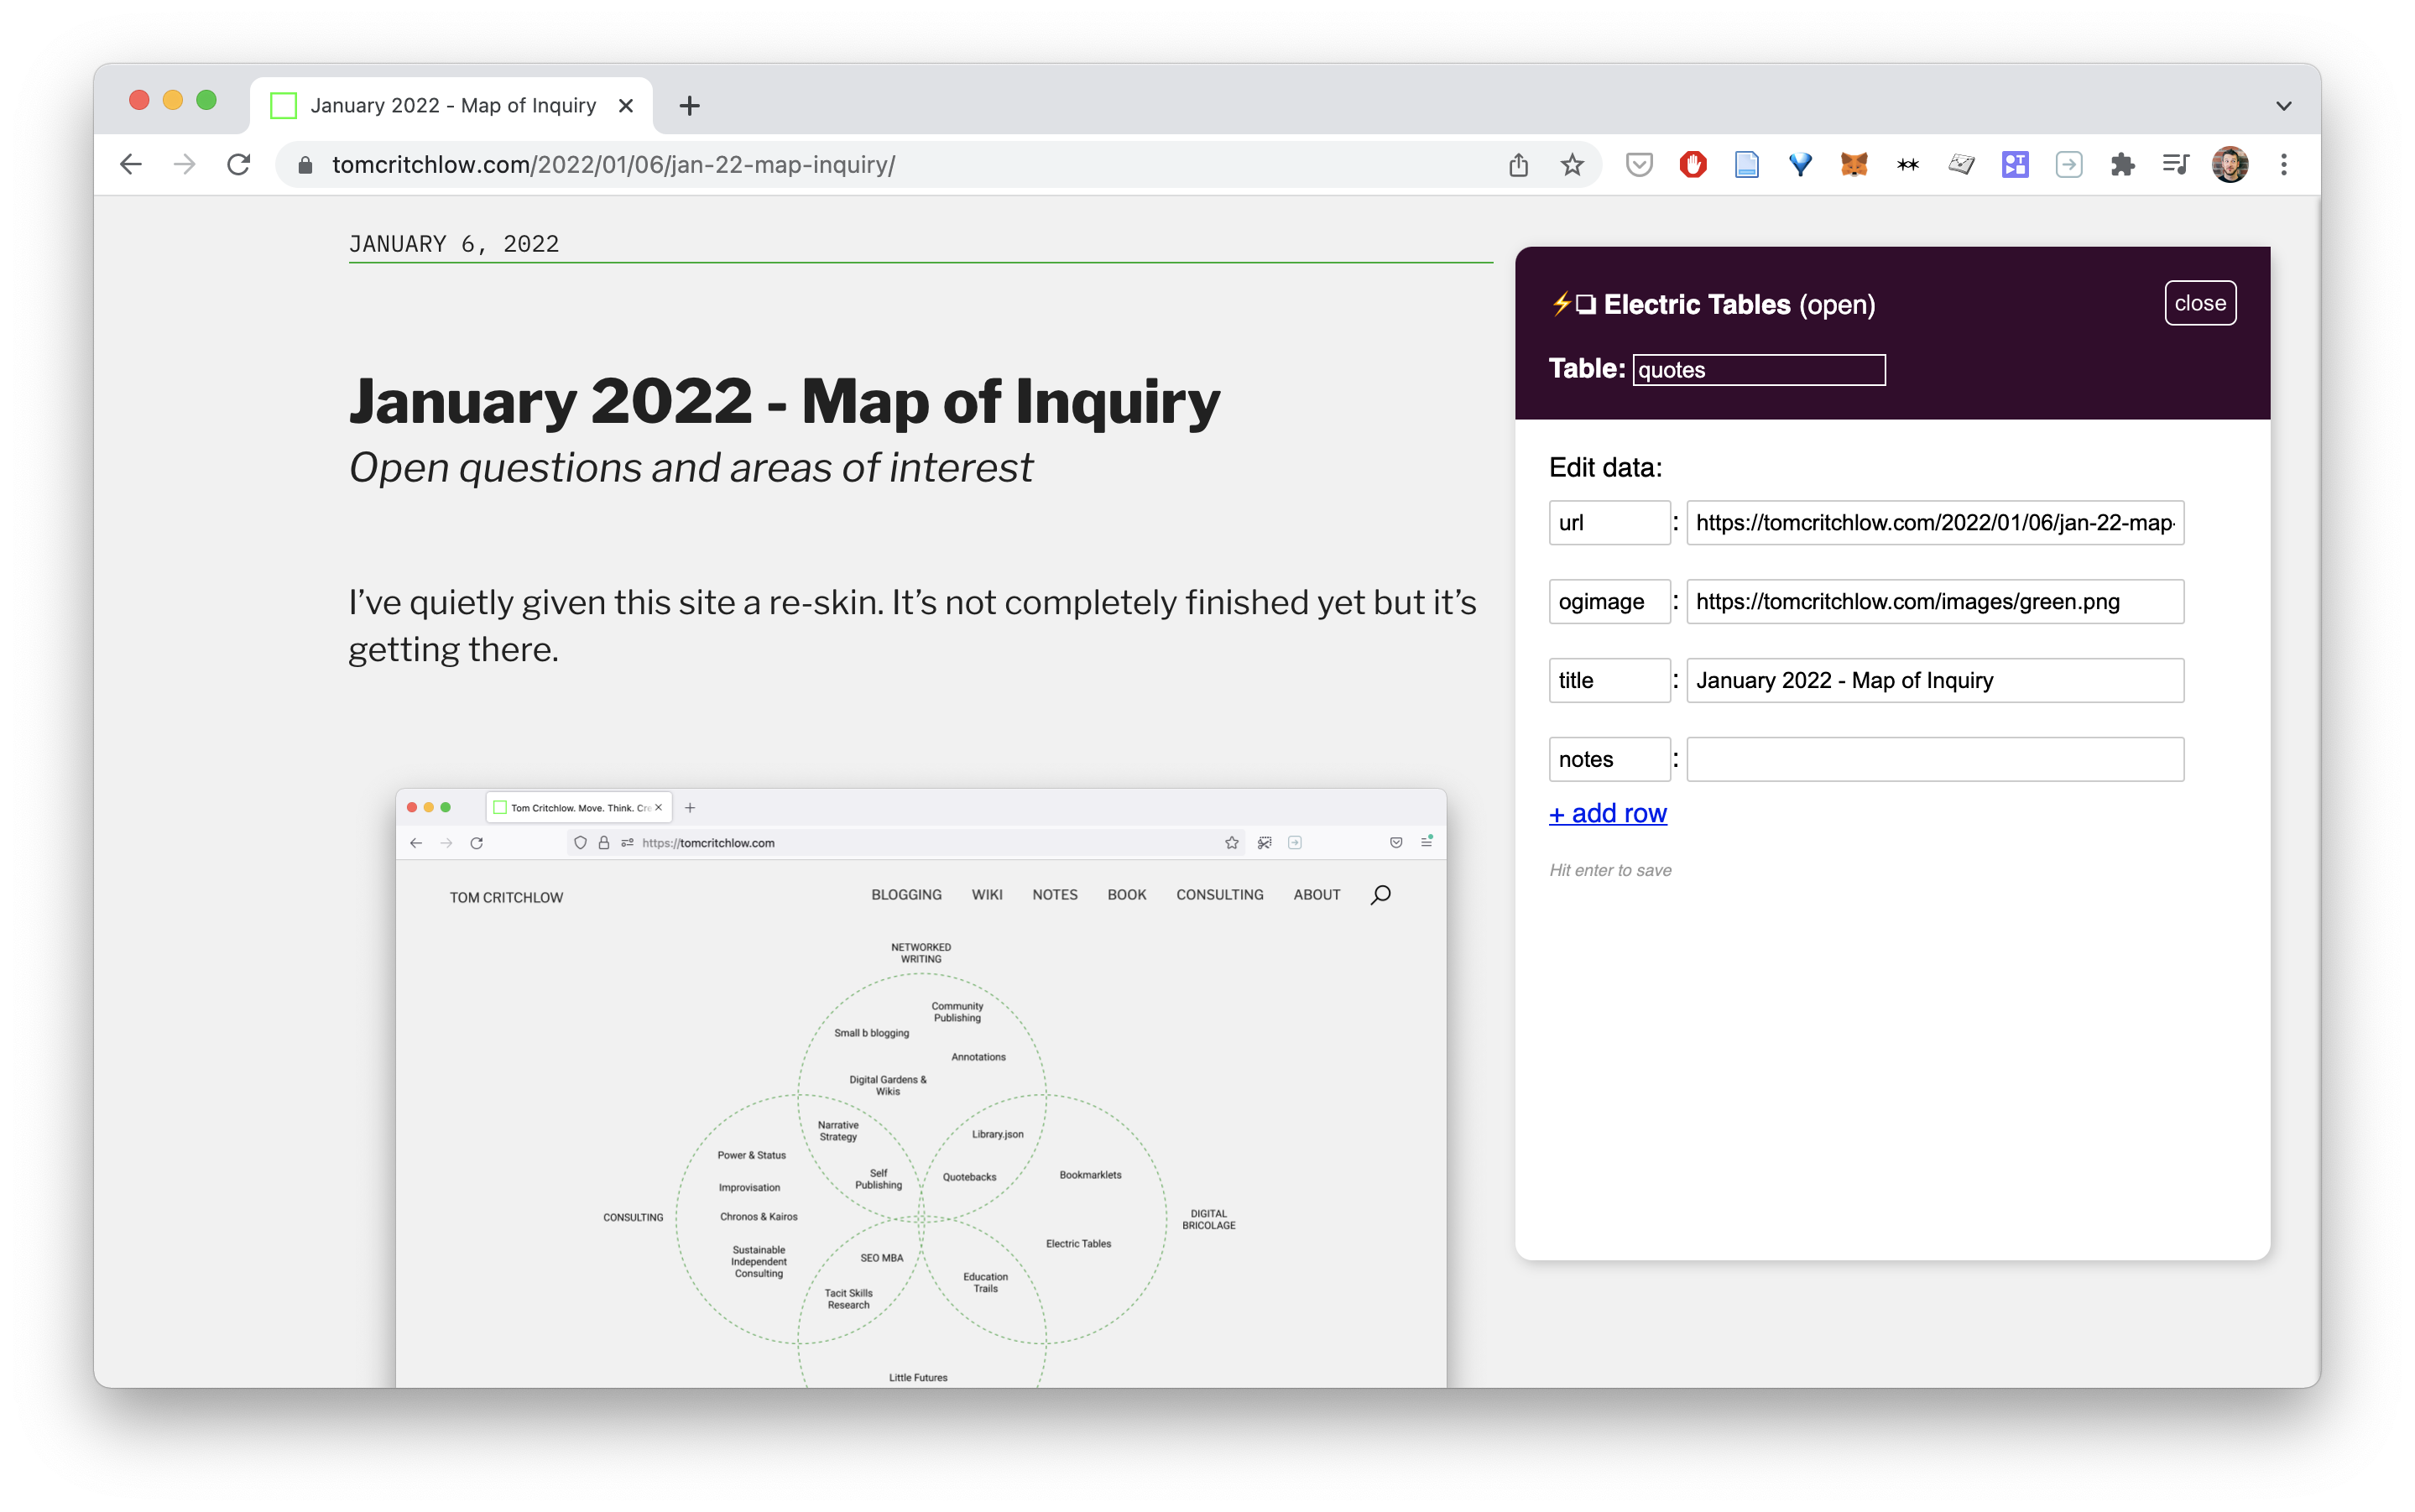 January 2022 - Map of Inquiry
tomcritchlow.com/2022/01/06/jan-22-map-inquiry/
JANUARY 6, 2022
January 2022 - Map of Inquiry
Open questions and areas of interest
I’ve quietly given this site a re-skin. It’s not completely finished yet but it’s
getting there.
Tom Critchlow. Move. Think. Cre
https://tomcritchlow.com
TOM CRITCHLOW
BLOGGING WIKI NOTES BOOK CONSULTING ABOUT
NETWORKED
WRITING
Community
Publishing
Small b blogging
Annotations
Digital Gardens &
Wikis
Narrative
Strategy
Library.json
Power & Status
Self
Publishing
Quotebacks
Bookmarklets
Improvisation
CONSULTING
Chronos & Kairos
DIGITAL
BRICOLAGE
Sustainable
Independent
Consulting
SEO MBA
Electric Tables
Education
Trails
Tacit Skills
Research
Little Futures
⚡❏ Electric Tables (open)
close
Table: quotes
Edit data:
url : https://tomcritchlow.com/2022/01/06/jan-22-map-
ogimage : https://tomcritchlow.com/images/green.png
title : January 2022 - Map of Inquiry
notes :
+ add row
Hit enter to save